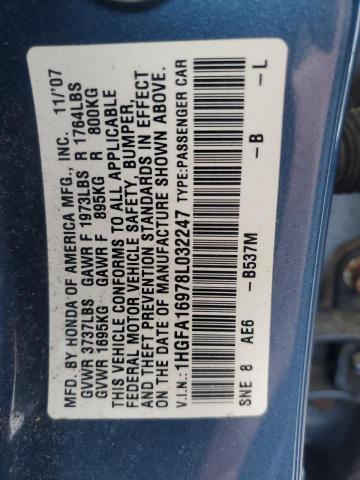 MFD. BY HONDA OF AMERICA MFG., INC. 11/'07
GVWR 3737LBS GAWR F 1973LBS R 1764LBS
GVWR 1695KG GAWR F 895KG R 800KG
THIS VEHICLE CONFORMS TO ALL APPLICABLE
FEDERAL MOTOR VEHICLE SAFETY, BUMPER,
AND THEFT PREVENTION STANDARDS IN EFFECT
ON THE DATE OF MANUFACTURE SHOWN ABOVE.
V.I.N.: 1HGFA16978L032247 TYPE:PASSENGER CAR
SNE 8 AE6 -B537M -B -L